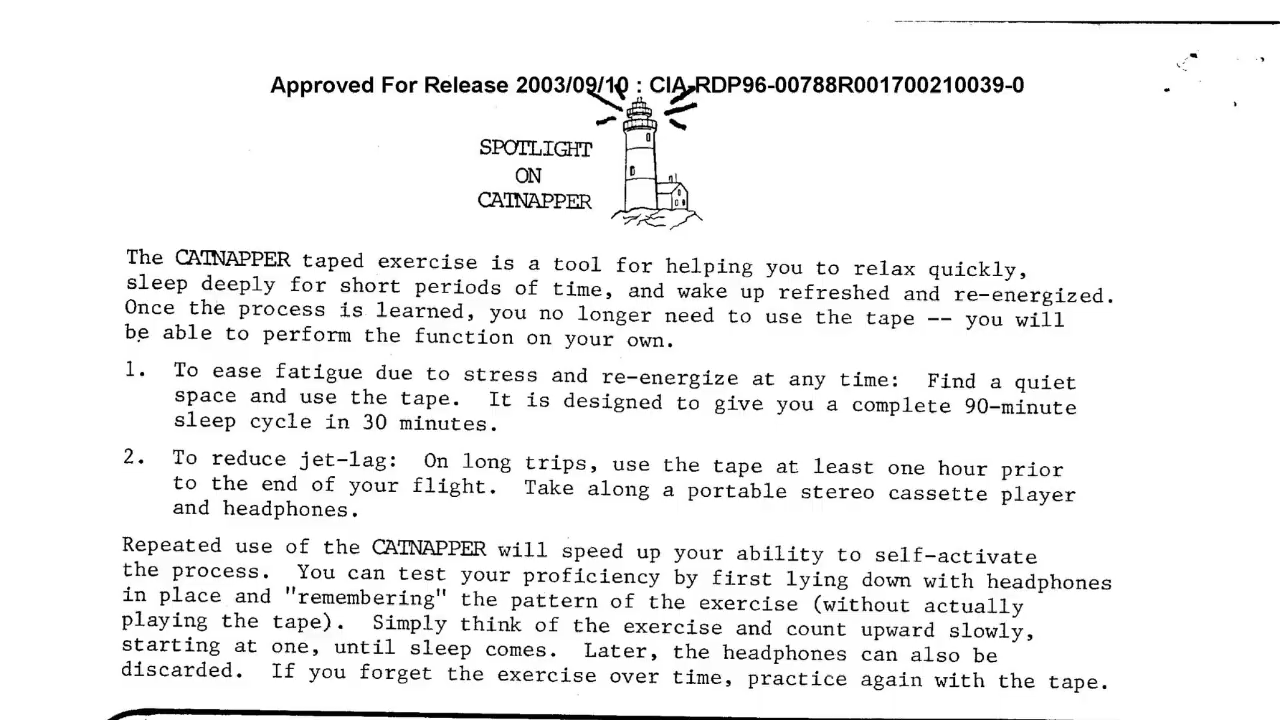 Approved For Release 2003/09/10 : CIA-RDP96-00788R001700210039-0
SPOTLIGHT
ON
CATNAPPER
The CATNAPPER taped exercise is a tool for helping you to relax quickly,
sleep deeply for short periods of time, and wake up refreshed and re-energized.
Once the process is learned, you no longer need to use the tape -- you will
be able to perform the function on your own.
1. To ease fatigue due to stress and re-energize at any time: Find a quiet
space and use the tape. It is designed to give you a complete 90-minute
sleep cycle in 30 minutes.
2. To reduce jet-lag: On long trips, use the tape at least one hour prior
to the end of your flight. Take along a portable stereo cassette player
and headphones.
Repeated use of the CATNAPPER will speed up your ability to self-activate
the process. You can test your proficiency by first lying down with headphones
in place and "remembering" the pattern of the exercise (without actually
playing the tape). Simply think of the exercise and count upward slowly,
starting at one, until sleep comes. Later, the headphones can also be
discarded. If you forget the exercise over time, practice again with the tape.